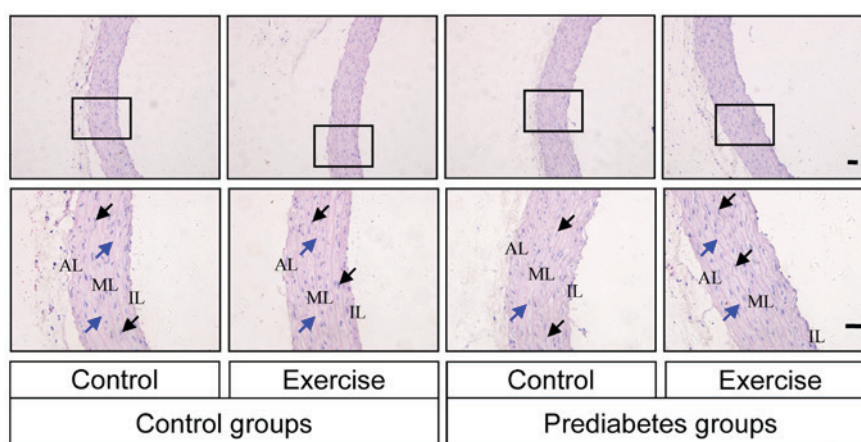 AL
ML
IL
AL
ML
IL
AL
ML
IL
AL
ML
IL
Control
Exercise
Control
Exercise
Control groups
Prediabetes groups